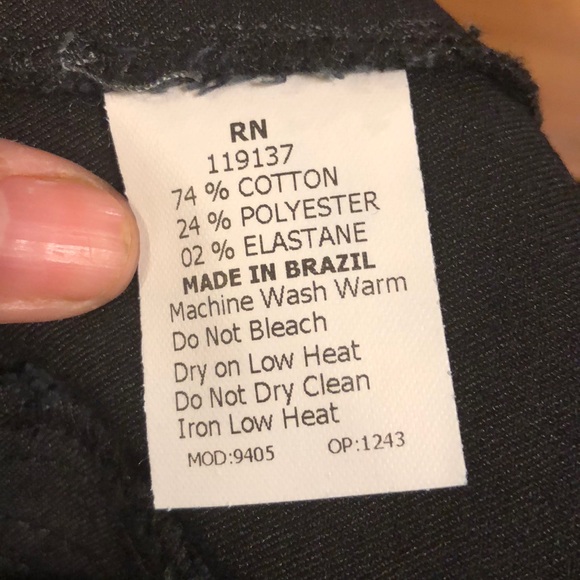 RN
119137
74 % COTTON
24 % POLYESTER
02 % ELASTANE
MADE IN BRAZIL
Machine Wash Warm
Do Not Bleach
Dry on Low Heat
Do Not Dry Clean
Iron Low Heat
MOD:9405 OP:1243